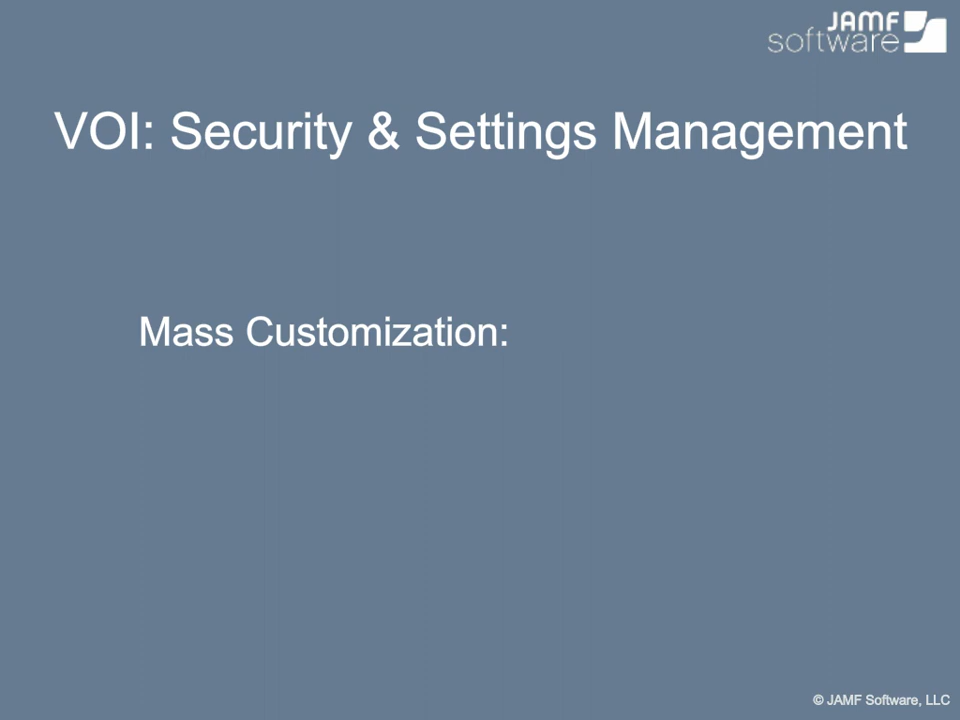 JAMF
software
VOI: Security & Settings Management
Mass Customization:
© JAMF Software, LLC